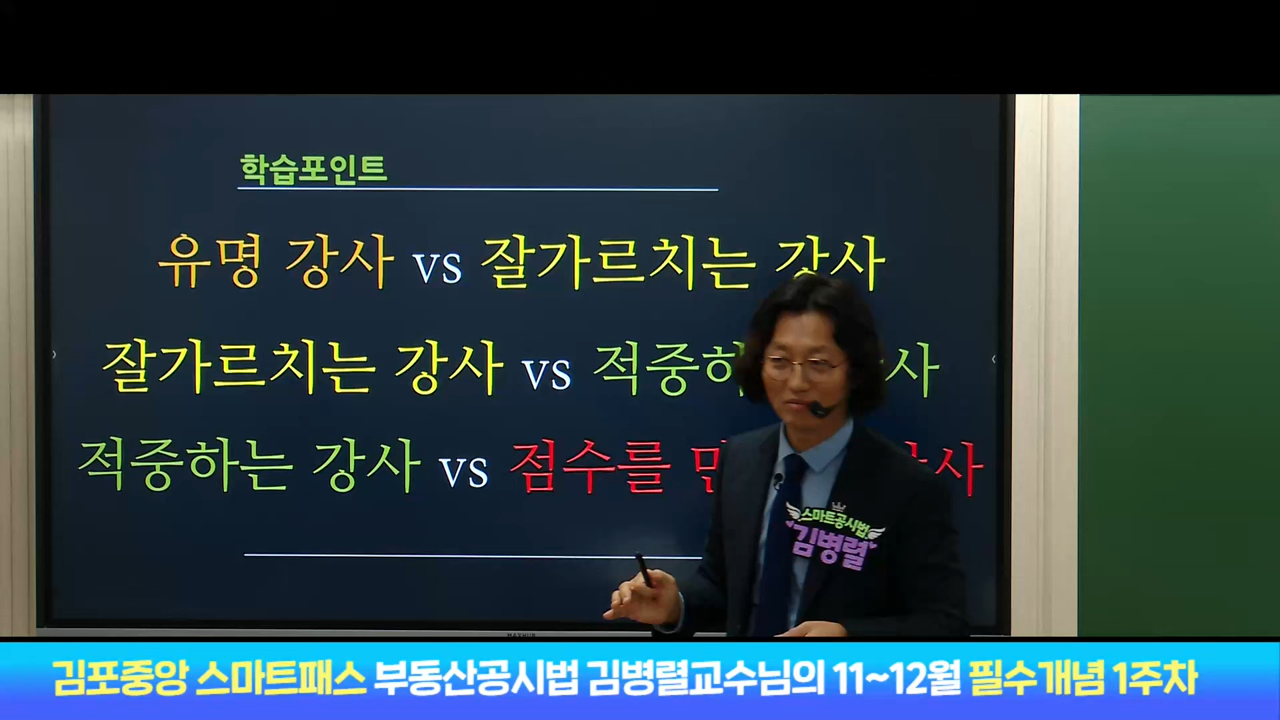 학습포인트
유명 강사 vs 잘가르치는 강사
잘가르치는 강사 vs 사
적중하는 강사 vs 점수를
스마트공시법
김병렬
김포중앙 스마트패스 부동산공시법 김병렬교수님의 11~12월 필수개념 1주차